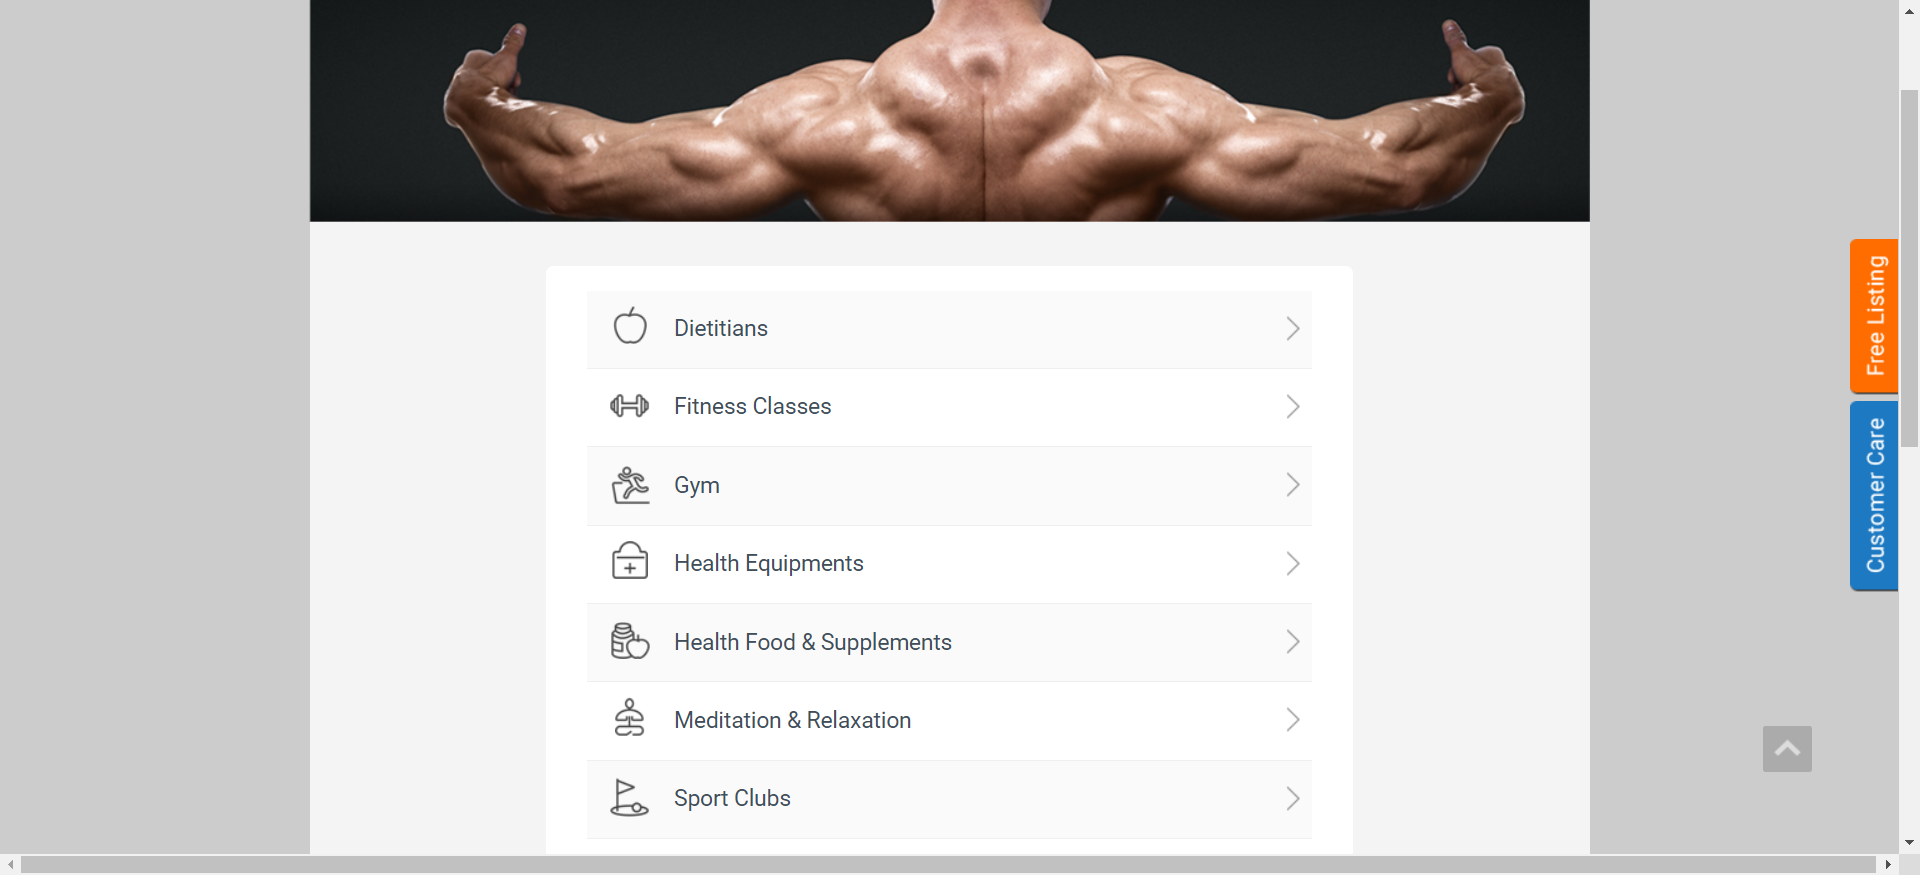 Dietitians
Fitness Classes
Gym
Health Equipments
Health Food & Supplements
Meditation & Relaxation
Sport Clubs
Free Listing
Customer Care